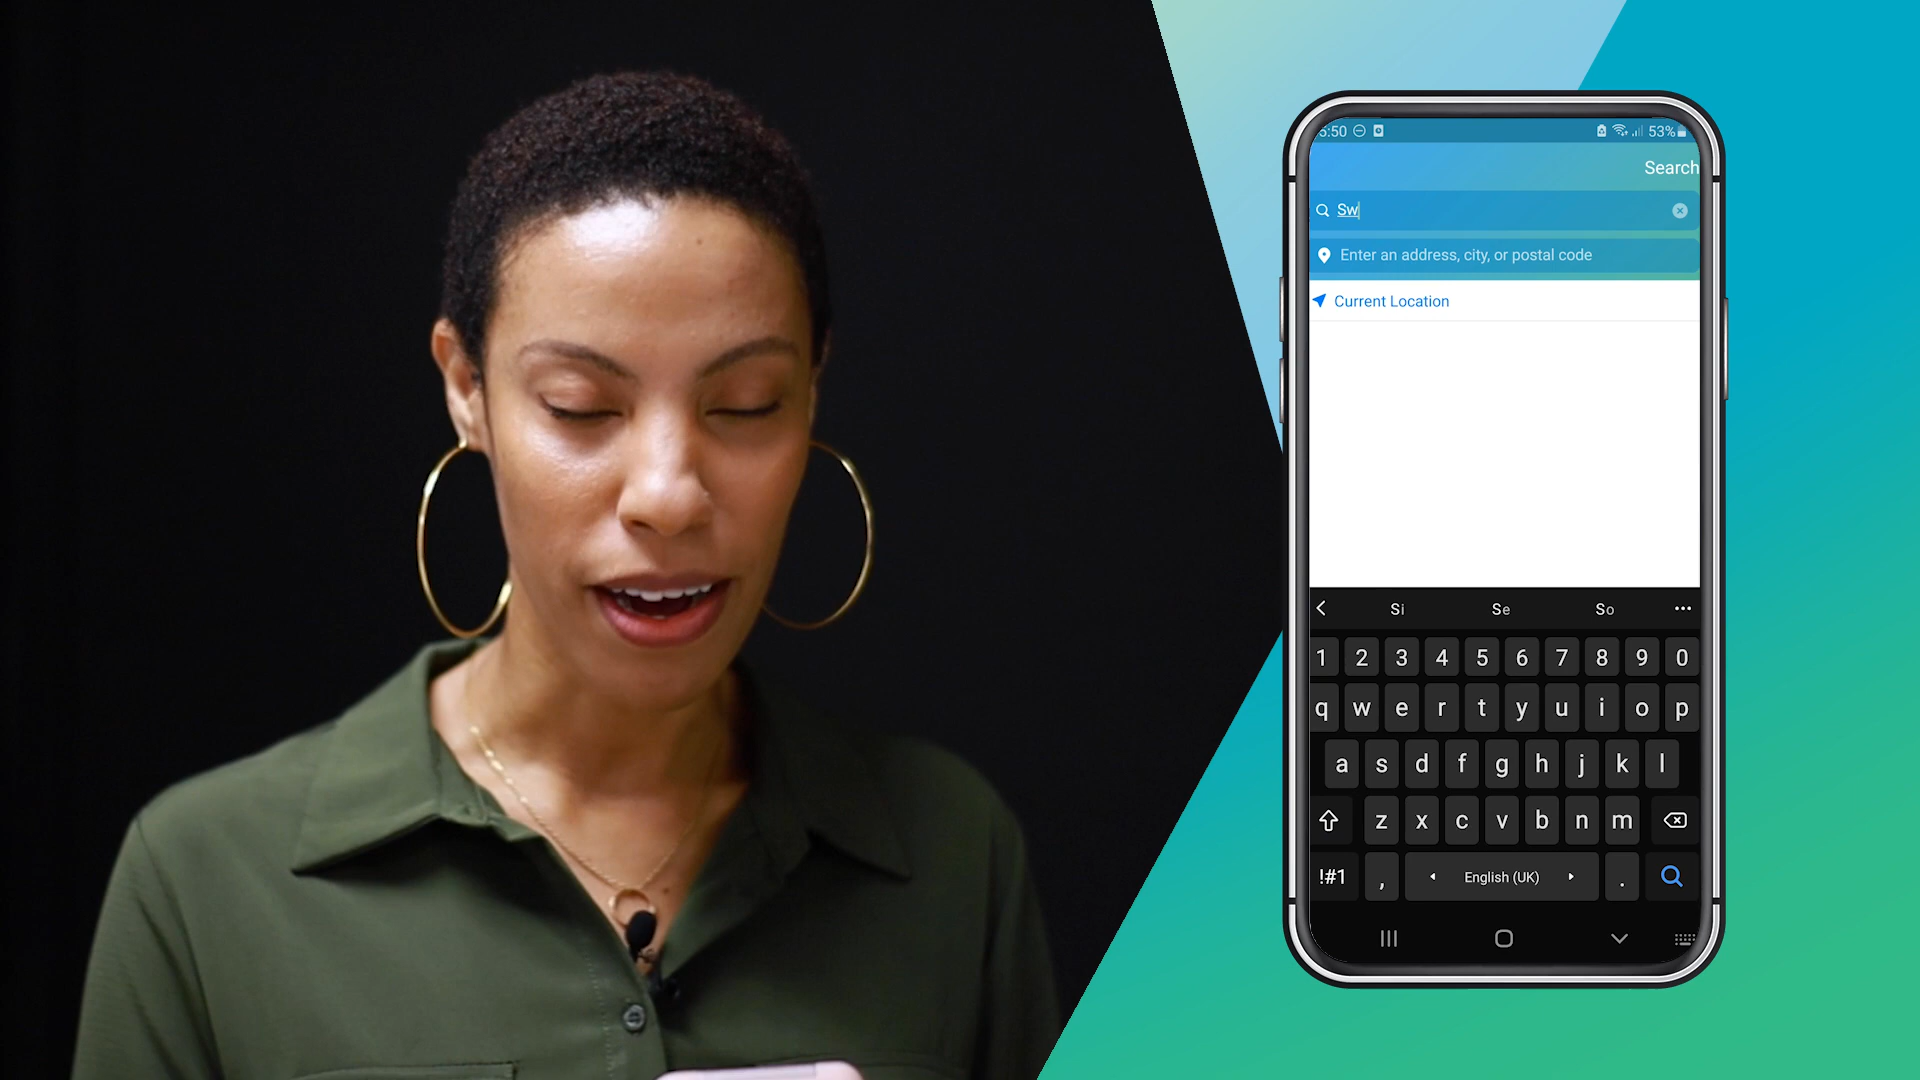 5:50 53%
Search
Sw
Enter an address, city, or postal code
Current Location
Si Se So
1 2 3 4 5 6 7 8 9 0
q w e r t y u i o p
a s d f g h j k l
z x c v b n m
!#1 , English (UK) .